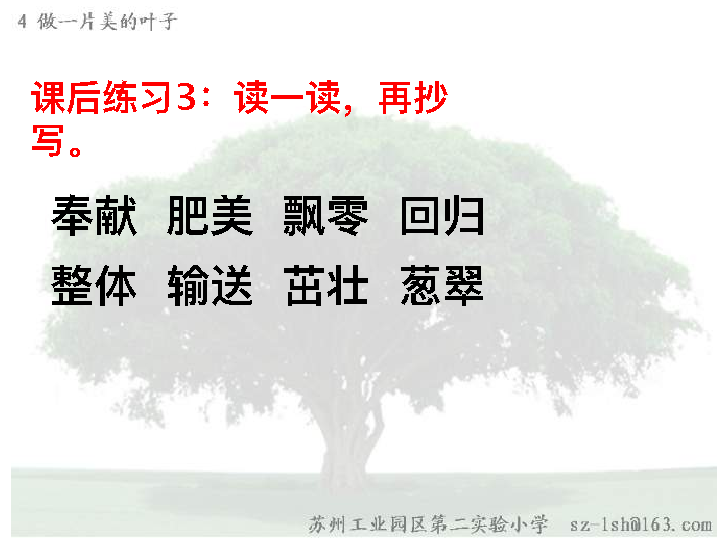 4 做一片美的叶子
课后练习3：读一读，再抄
写。
奉献 肥美 飘零 回归
整体 输送 茁壮 葱翠
苏州工业园区第二实验小学 sz-lsh@163.com